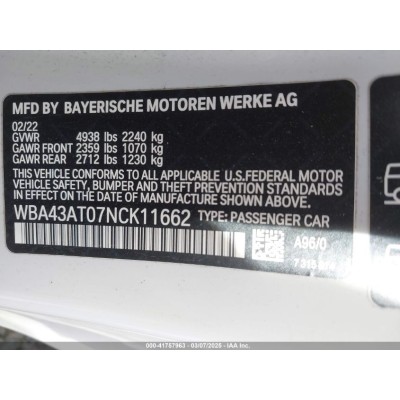 MFD BY BAYERISCHE MOTOREN WERKE AG
02/22
GVWR 4938 lbs 2240 kg
GAWR FRONT 2359 lbs 1070 kg
GAWR REAR 2712 lbs 1230 kg
THIS VEHICLE CONFORMS TO ALL APPLICABLE U.S.FEDERAL MOTOR
VEHICLE SAFETY, BUMPER, AND THEFT PREVENTION STANDARDS
IN EFFECT ON THE DATE OF MANUFACTURE SHOWN ABOVE.
WBA43AT07NCK11662 TYPE: PASSENGER CAR
A96/0
000-41757963 - 03/07/2025 - IAA Inc.